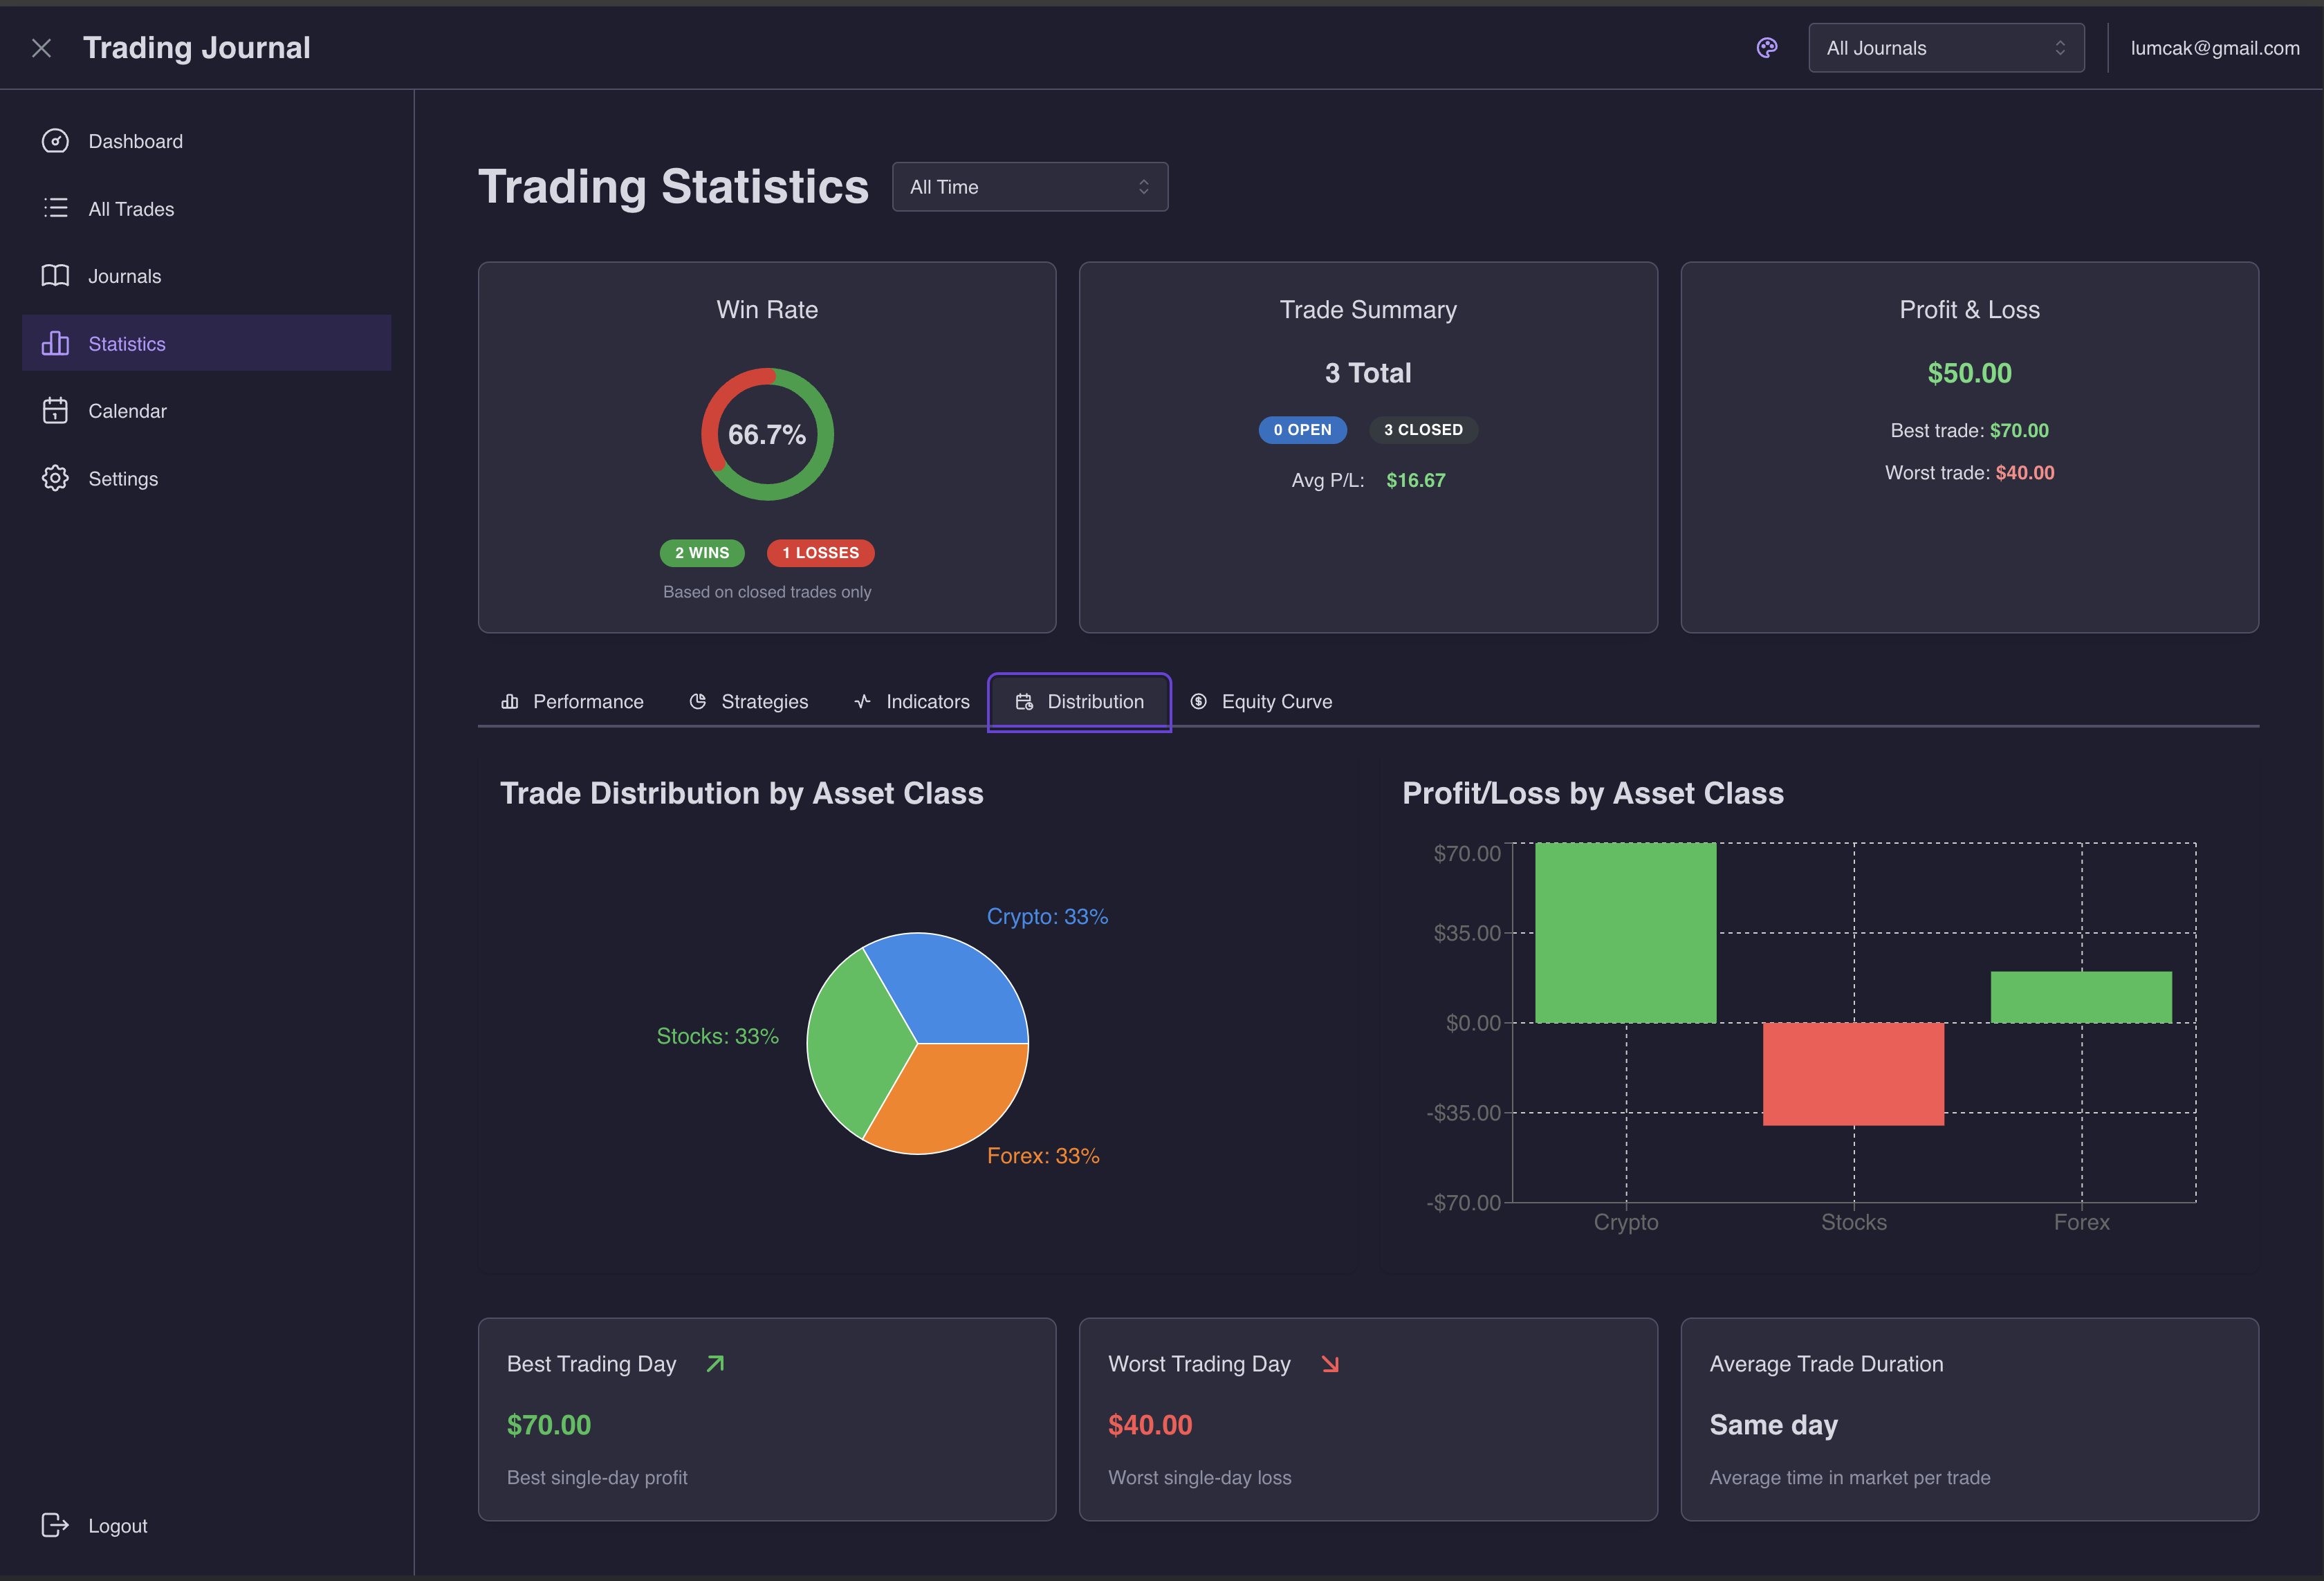 Trading Journal
All Journals
lumcak@gmail.com
Dashboard
All Trades
Journals
Statistics
Calendar
Settings
Logout
Trading Statistics
All Time
Win Rate
66.7%
2 WINS
1 LOSSES
Based on closed trades only
Trade Summary
3 Total
0 OPEN
3 CLOSED
Avg P/L: $16.67
Profit & Loss
$50.00
Best trade: $70.00
Worst trade: $40.00
Performance
Strategies
Indicators
Distribution
Equity Curve
Trade Distribution by Asset Class
Crypto: 33%
Stocks: 33%
Forex: 33%
Profit/Loss by Asset Class
$70.00
$35.00
$0.00
-$35.00
-$70.00
Crypto
Stocks
Forex
Best Trading Day
$70.00
Best single-day profit
Worst Trading Day
$40.00
Worst single-day loss
Average Trade Duration
Same day
Average time in market per trade